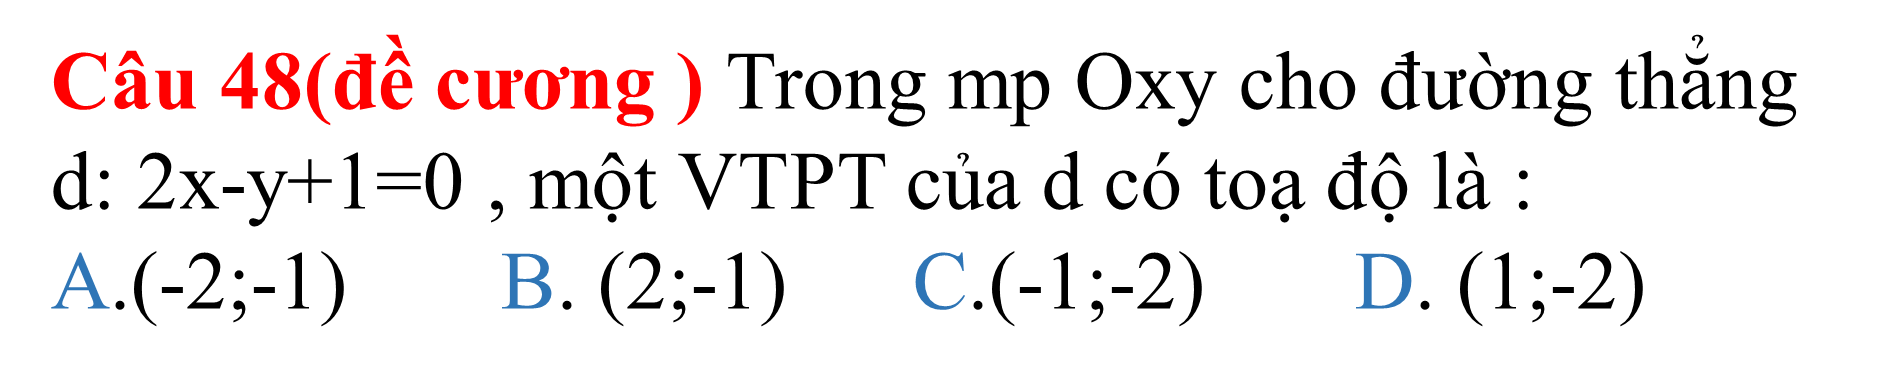 Câu 48(đề cương ) Trong mp Oxy cho đường thẳng
d: 2x-y+1=0 , một VTPT của d có toạ độ là :
A.(-2;-1) B. (2;-1) C.(-1;-2) D. (1;-2)